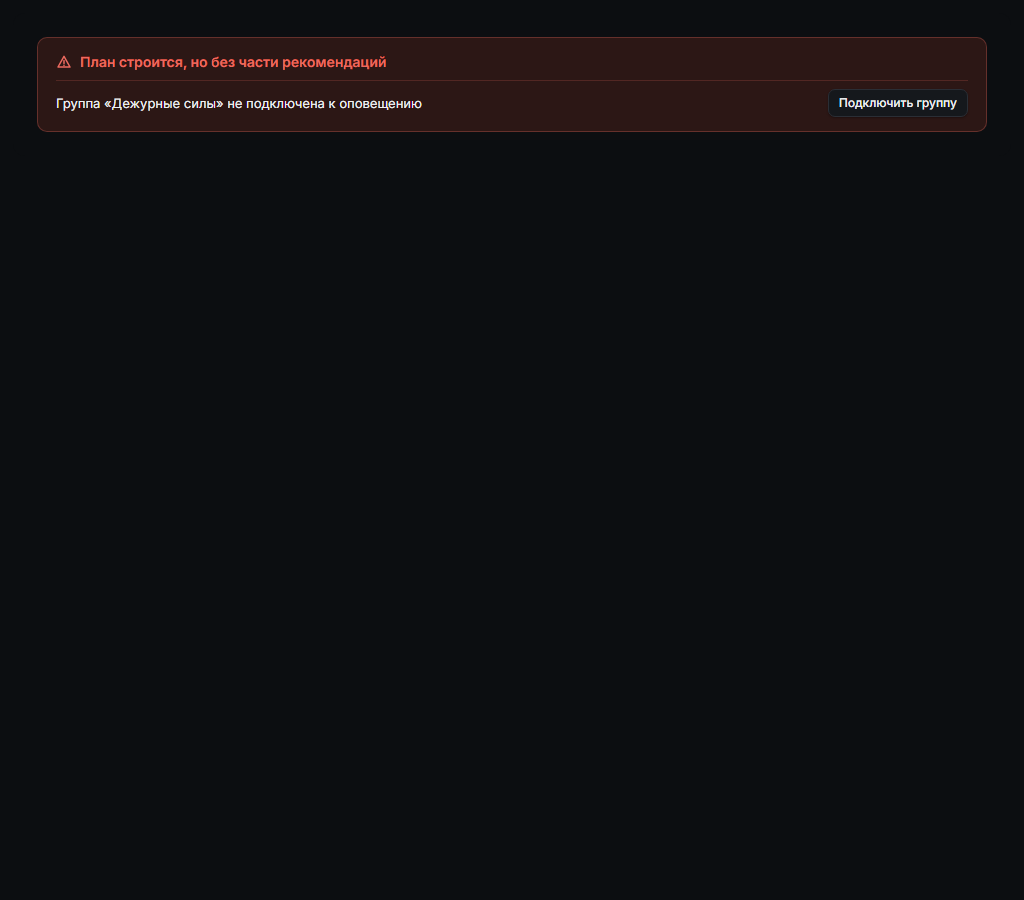 План строится, но без части рекомендаций
Группа «Дежурные силы» не подключена к оповещению
Подключить группу